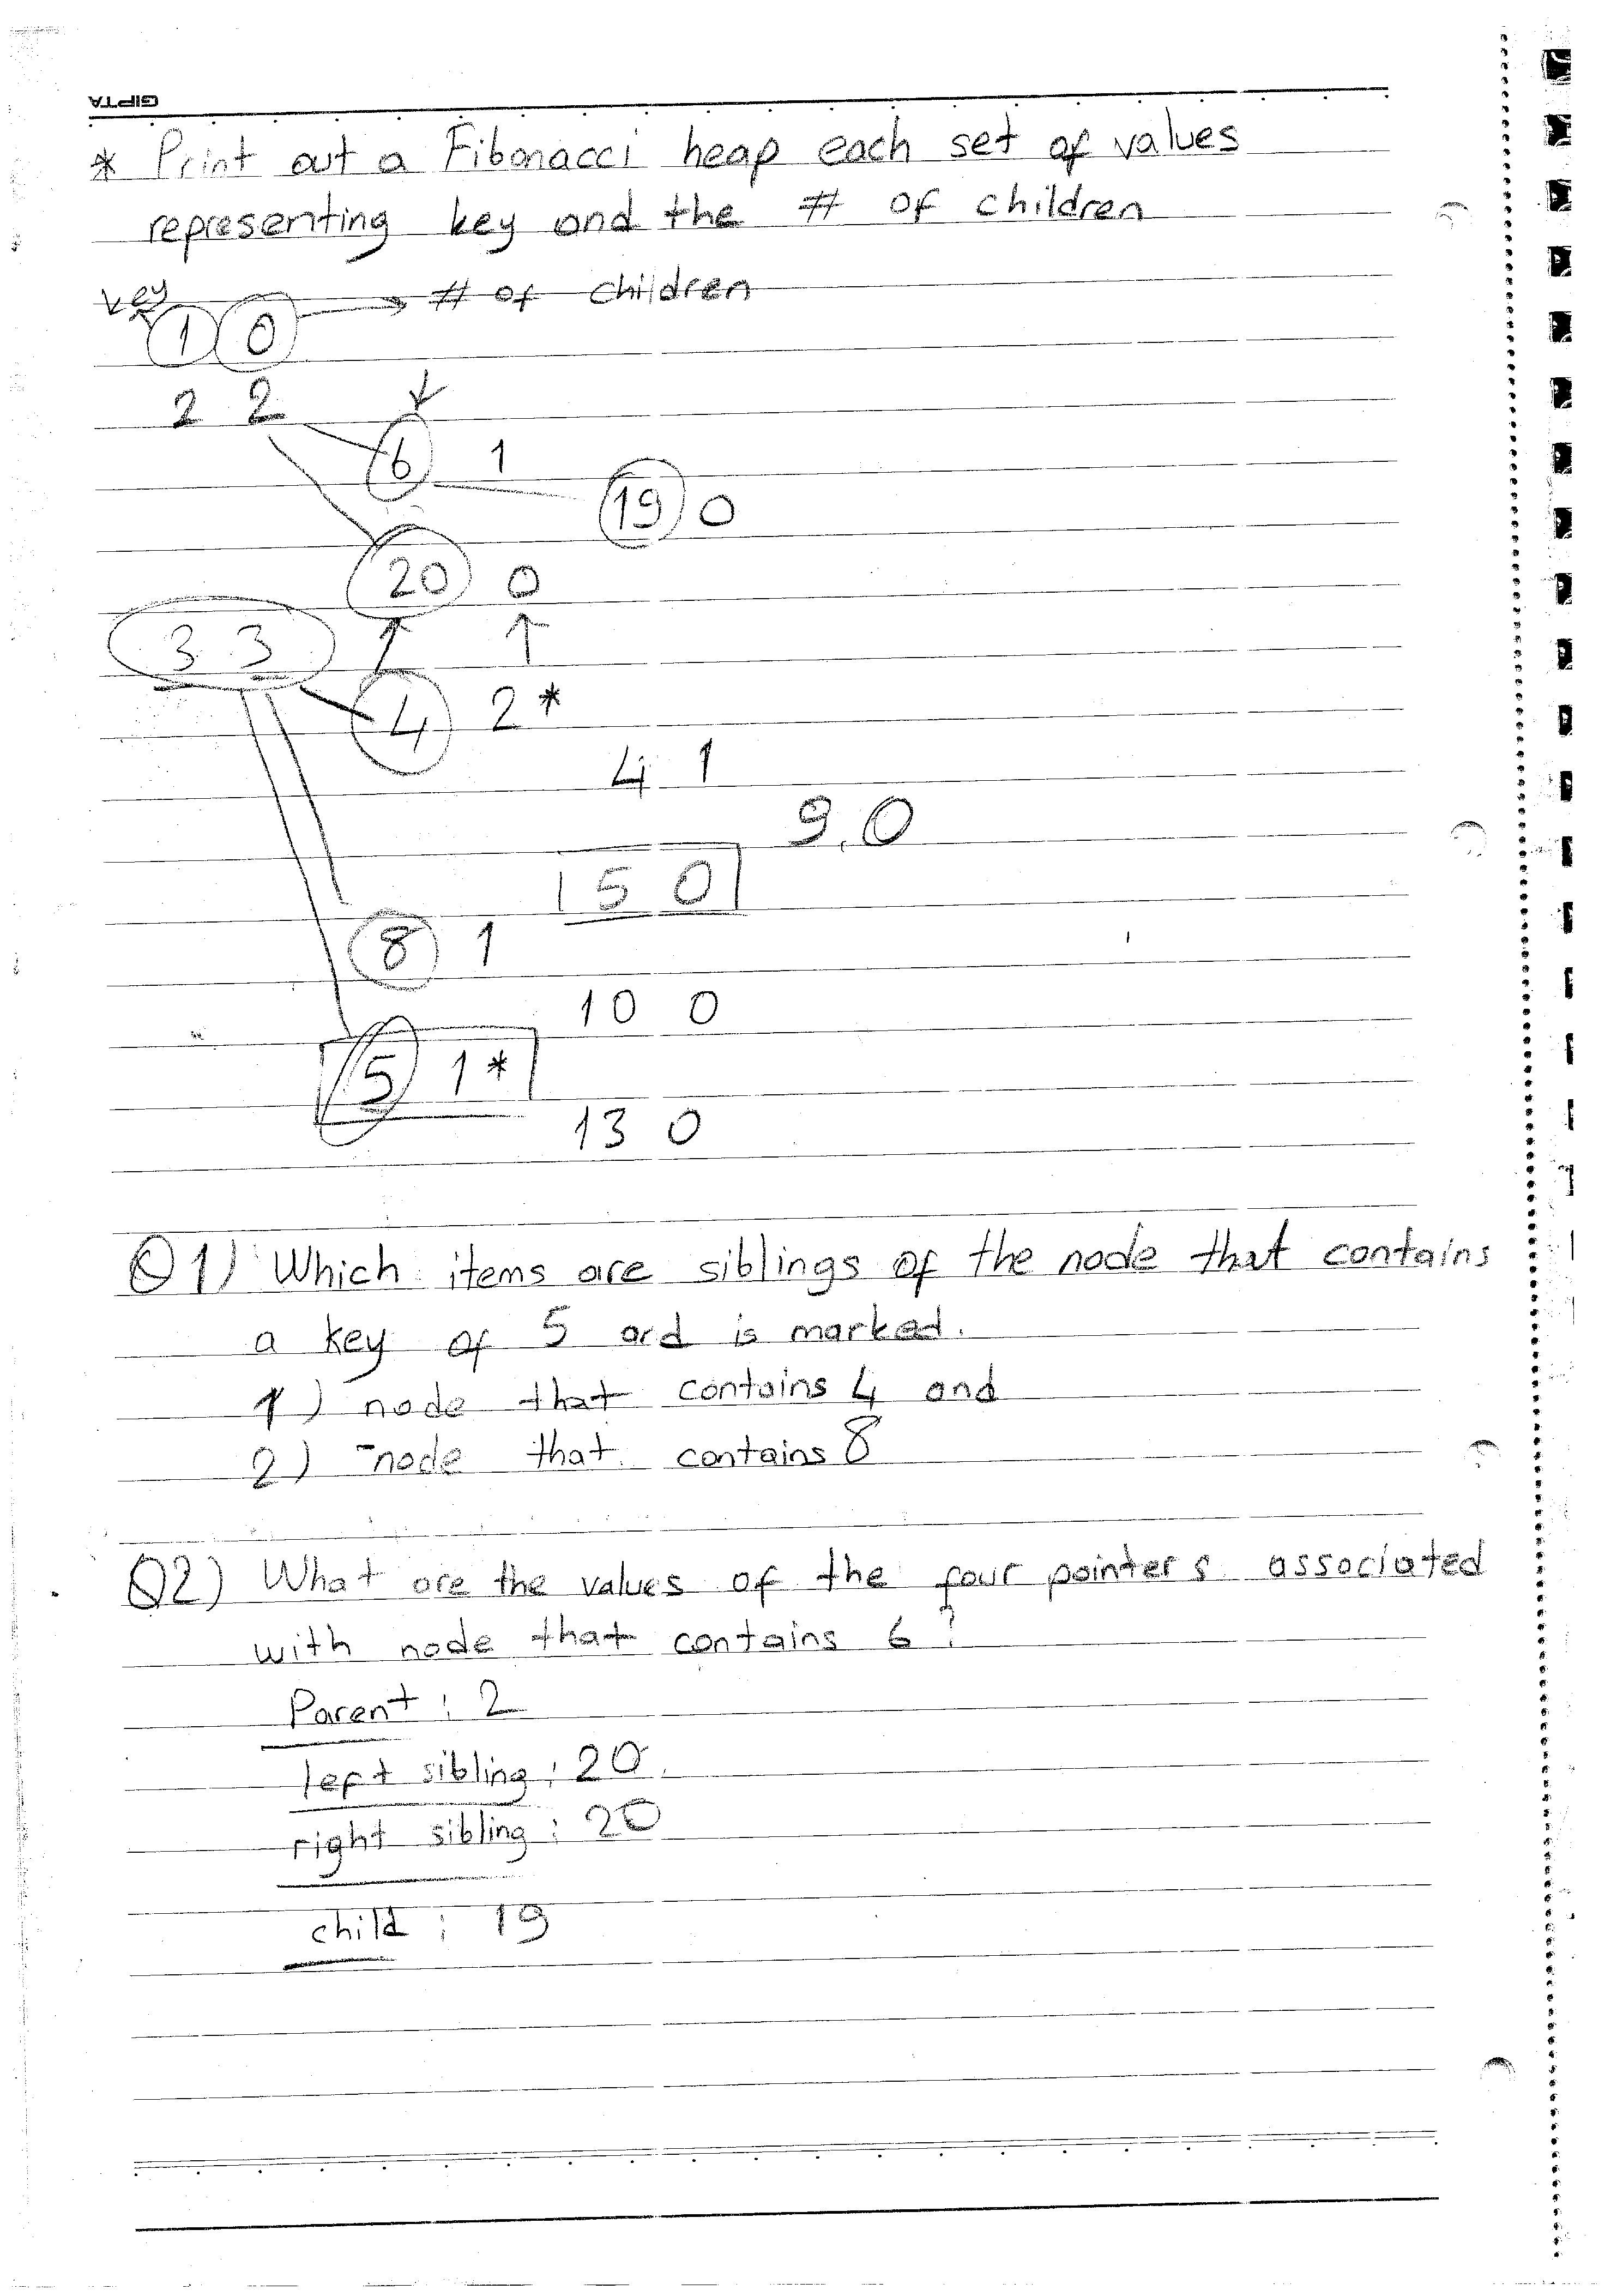 GIPTA
* Print out a Fibonacci heap each set of values
representing key and the # of children
key → # of children
1 0
2 2
6 1
19 0
20 0
3 3
4 2*
4 1
9 0
5 0
8 1
10 0
5 1*
13 0
Q1) Which items are siblings of the node that contains
a key of 5 and is marked.
1) node that contains 4 and
2) node that contains 8
Q2) What are the values of the four pointers associated
with node that contains 6?
Parent: 2
left sibling: 20
right sibling: 20
child: 19